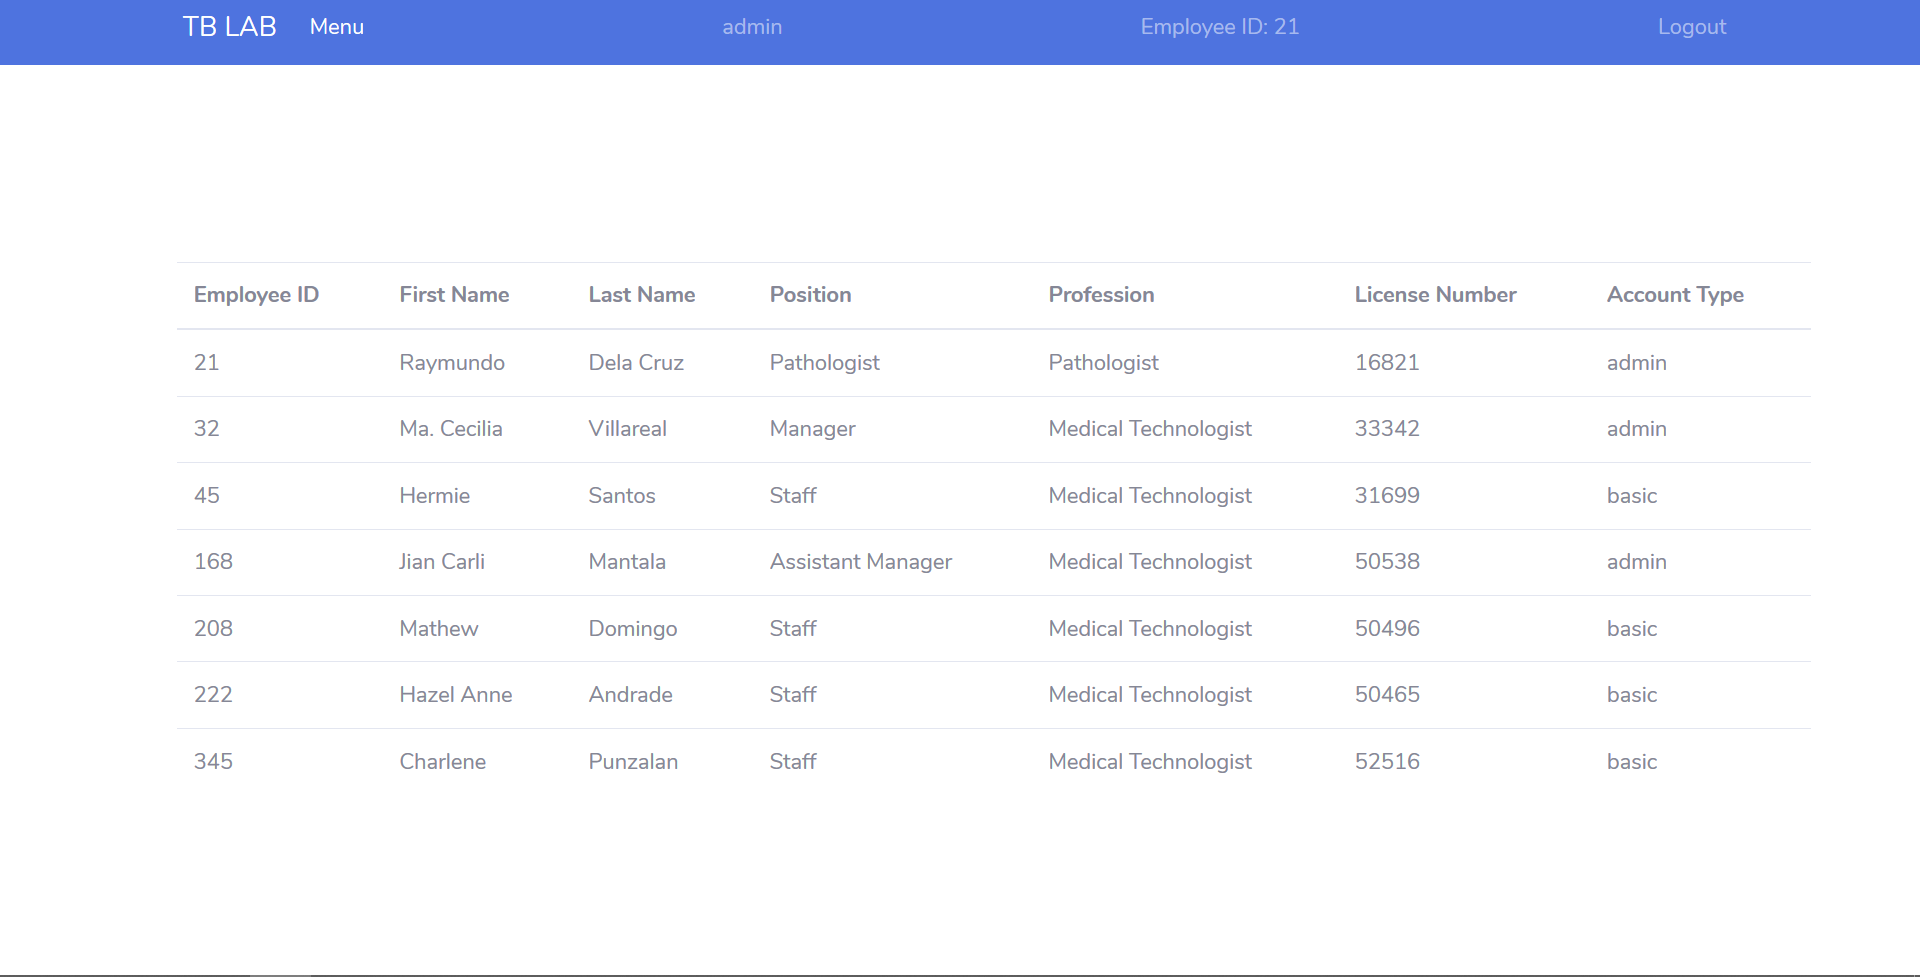 TB LAB Menu admin Employee ID: 21 Logout
Employee ID First Name Last Name Position Profession License Number Account Type
21 Raymundo Dela Cruz Pathologist Pathologist 16821 admin
32 Ma. Cecilia Villareal Manager Medical Technologist 33342 admin
45 Hermie Santos Staff Medical Technologist 31699 basic
168 Jian Carli Mantala Assistant Manager Medical Technologist 50538 admin
208 Mathew Domingo Staff Medical Technologist 50496 basic
222 Hazel Anne Andrade Staff Medical Technologist 50465 basic
345 Charlene Punzalan Staff Medical Technologist 52516 basic